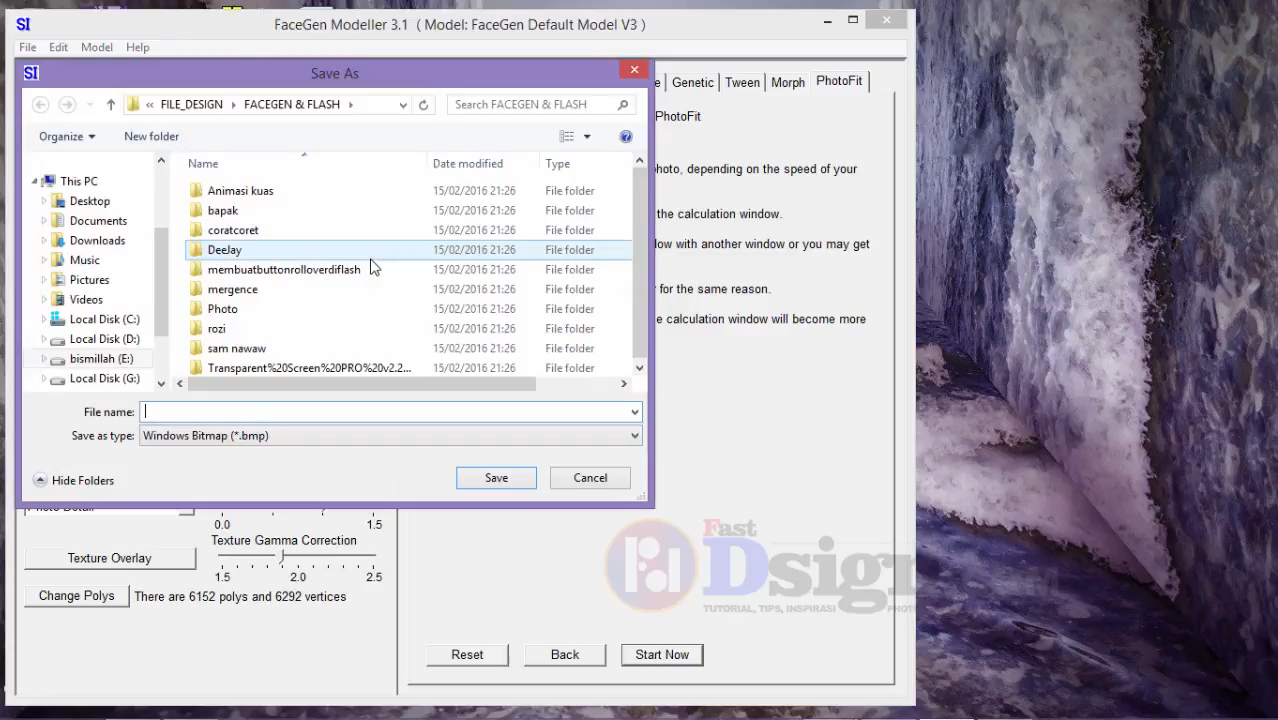 SI FaceGen Modeller 3.1 ( Model: FaceGen Default Model V3 )
File Edit Model Help
SI Save As
Genetic Tween Morph PhotoFit
« FILE_DESIGN FACEGEN & FLASH Search FACEGEN & FLASH
PhotoFit
Organize New folder
Name Date modified Type
photo, depending on the speed of your
This PC
Animasi kuas 15/02/2016 21:26 File folder
Desktop
bapak 15/02/2016 21:26 File folder
the calculation window.
Documents
coratcoret 15/02/2016 21:26 File folder
Downloads
DeeJay 15/02/2016 21:26 File folder
low with another window or you may get
Music
membuatbuttonrolloverdiflash 15/02/2016 21:26 File folder
Pictures
mergence 15/02/2016 21:26 File folder
for the same reason.
Videos
Photo 15/02/2016 21:26 File folder
Local Disk (C:)
calculation window will become more
rozi 15/02/2016 21:26 File folder
Local Disk (D:)
sam nawaw 15/02/2016 21:26 File folder
bismillah (E:)
Transparent%20Screen%20PRO%20v2.2... 15/02/2016 21:26 File folder
Local Disk (G:)
File name:
Save as type: Windows Bitmap (*.bmp)
Hide Folders Save Cancel
0.0 1.5
Texture Gamma Correction
Texture Overlay
1.5 2.0 2.5
Change Polys There are 6152 polys and 6292 vertices
Fast
Dsign
TUTORIAL, TIPS, INSPIRASI
Reset Back Start Now